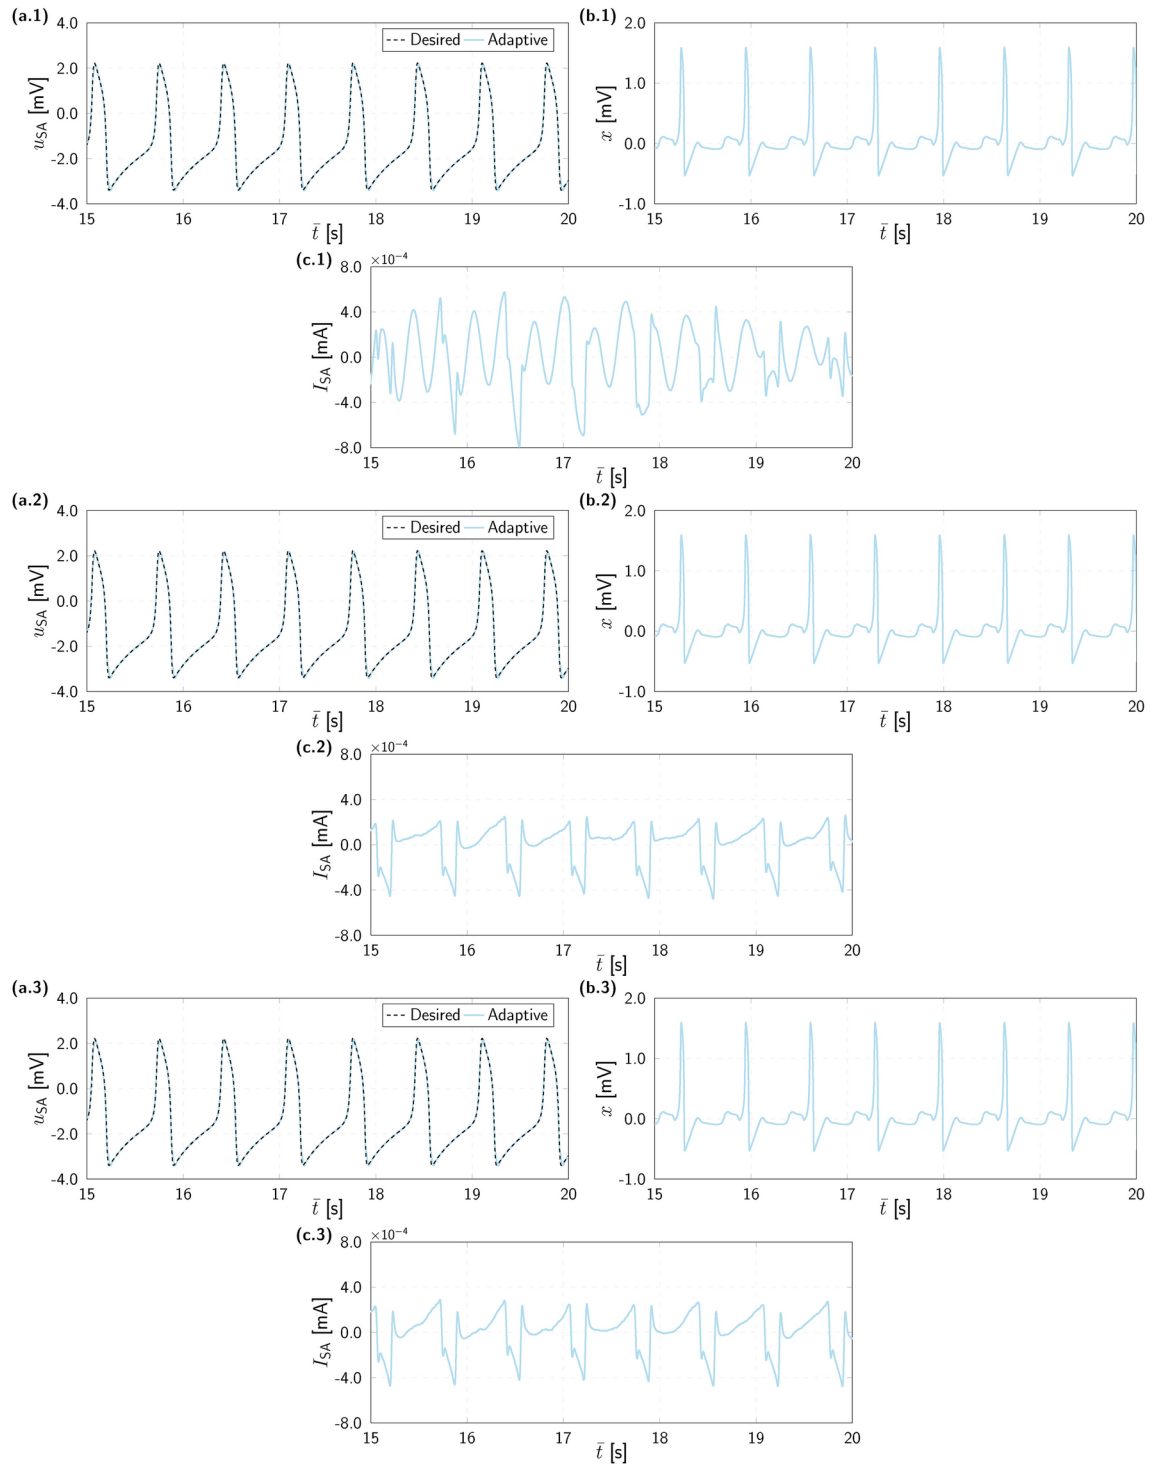 (a.1)
4.0
2.0
0.0
-2.0
-4.0
u_SA [mV]
Desired Adaptive
15 16 17 18 19 20
t̄ [s]
(b.1)
2.0
1.0
0.0
-1.0
x [mV]
15 16 17 18 19 20
t̄ [s]
(c.1)
×10⁻⁴
8.0
4.0
0.0
-4.0
-8.0
I_SA [mA]
15 16 17 18 19 20
t̄ [s]
(a.2)
4.0
2.0
0.0
-2.0
-4.0
u_SA [mV]
Desired Adaptive
15 16 17 18 19 20
t̄ [s]
(b.2)
2.0
1.0
0.0
-1.0
x [mV]
15 16 17 18 19 20
t̄ [s]
(c.2)
×10⁻⁴
8.0
4.0
0.0
-4.0
-8.0
I_SA [mA]
15 16 17 18 19 20
t̄ [s]
(a.3)
4.0
2.0
0.0
-2.0
-4.0
u_SA [mV]
Desired Adaptive
15 16 17 18 19 20
t̄ [s]
(b.3)
2.0
1.0
0.0
-1.0
x [mV]
15 16 17 18 19 20
t̄ [s]
(c.3)
×10⁻⁴
8.0
4.0
0.0
-4.0
-8.0
I_SA [mA]
15 16 17 18 19 20
t̄ [s]